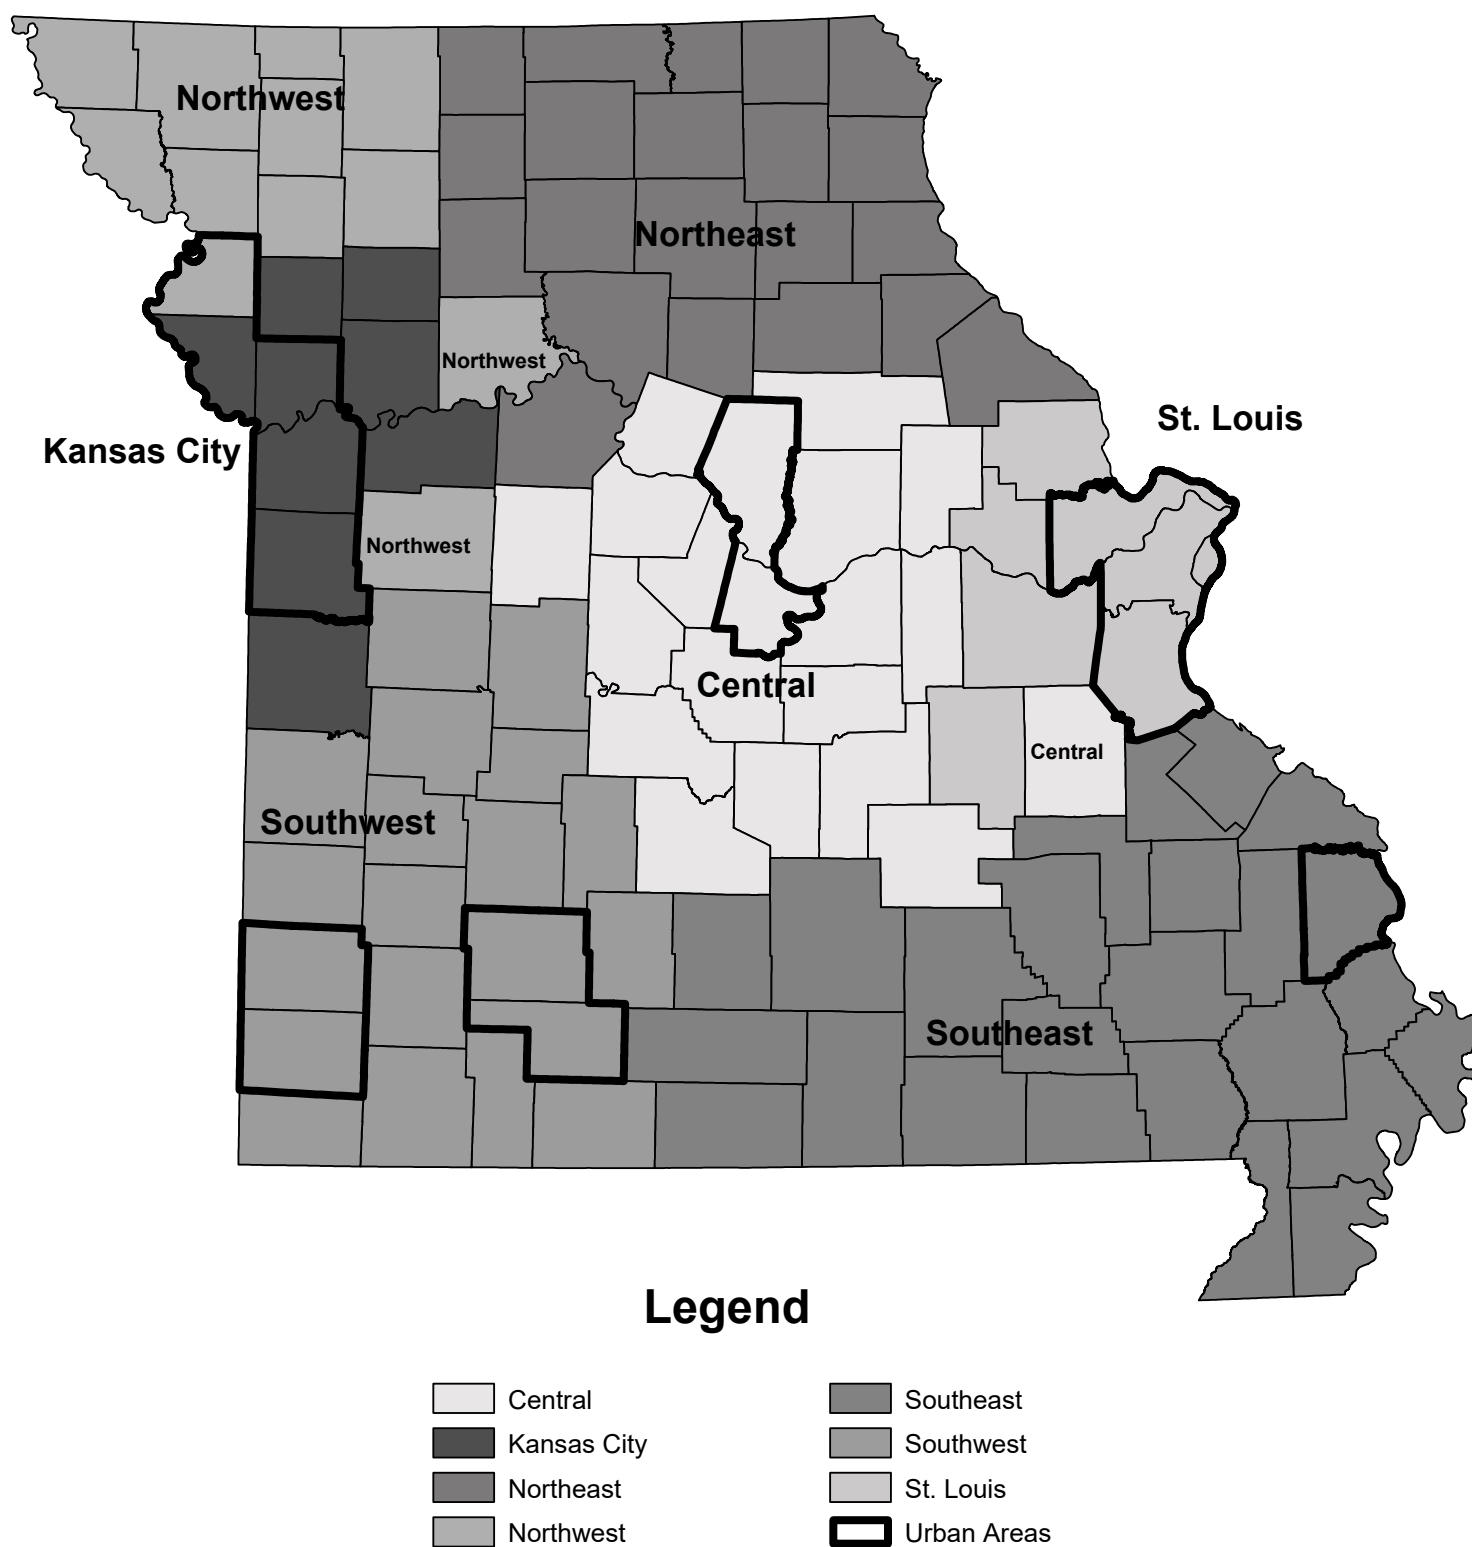 Northwest
Northeast
Northwest
St. Louis
Kansas City
Northwest
Central
Central
Southwest
Southeast
Legend
Central
Kansas City
Northeast
Northwest
Southeast
Southwest
St. Louis
Urban Areas